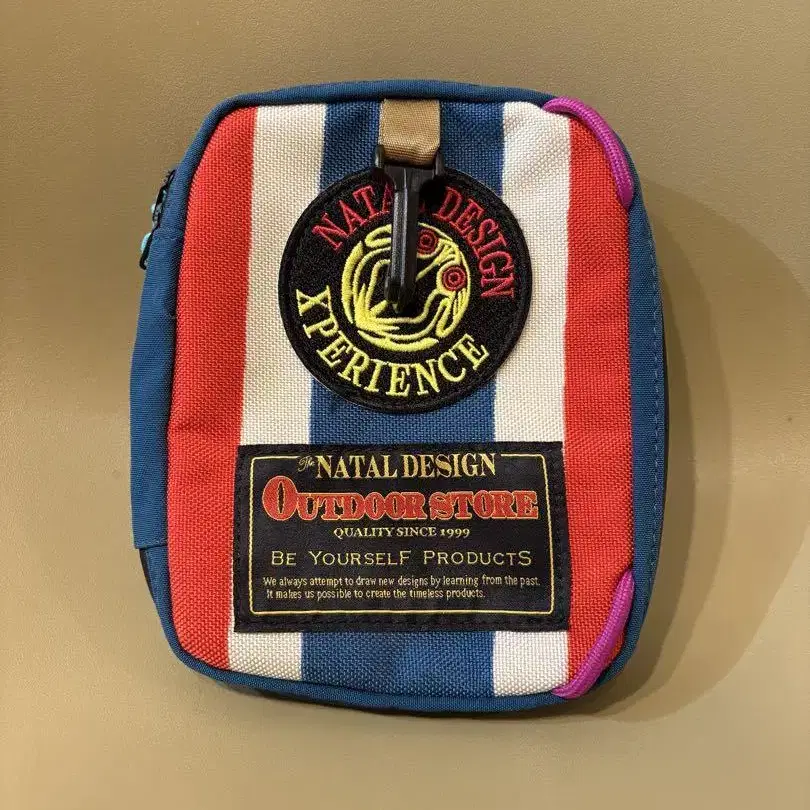 NATAL DESIGN
XPERIENCE
The NATAL DESIGN
OUTDOOR STORE
QUALITY SINCE 1999
BE YOURSELF PRODUCTS
We always attempt to draw new designs by learning from the past.
It makes us possible to create the timeless products.